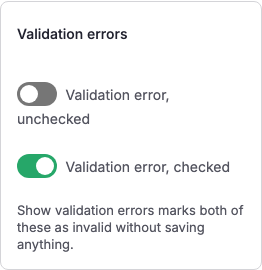 Validation errors
Validation error,
unchecked
Validation error, checked
Show validation errors marks both of
these as invalid without saving
anything.